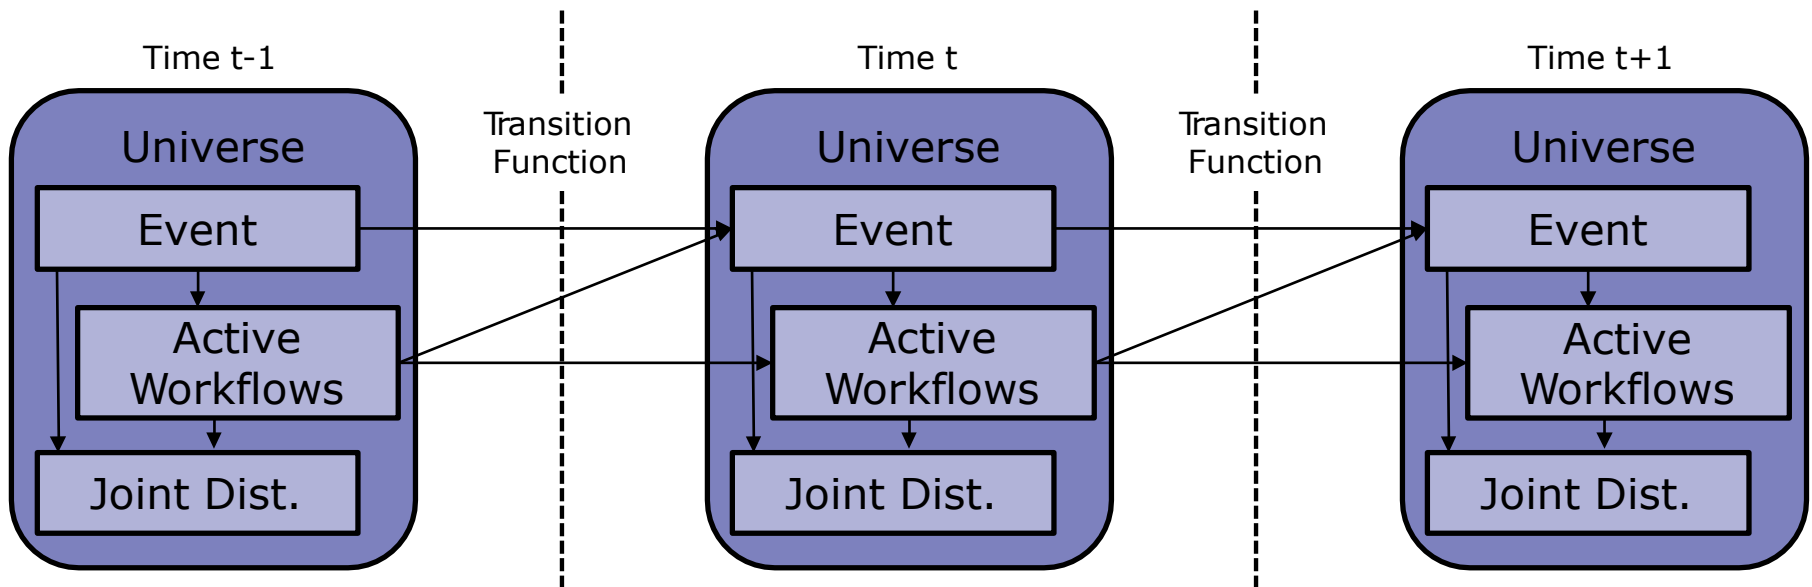 Time t-1
Time t
Time t+1
Transition
Function
Transition
Function
Universe
Event
Active
Workflows
Joint Dist.
Universe
Event
Active
Workflows
Joint Dist.
Universe
Event
Active
Workflows
Joint Dist.